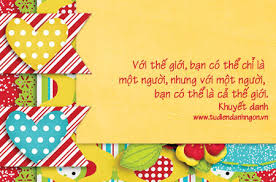 Với thế giới, bạn có thể chỉ là
một người, nhưng với một người,
bạn có thể là cả thế giới.
Khuyết danh
www.tudiendanhngon.vn